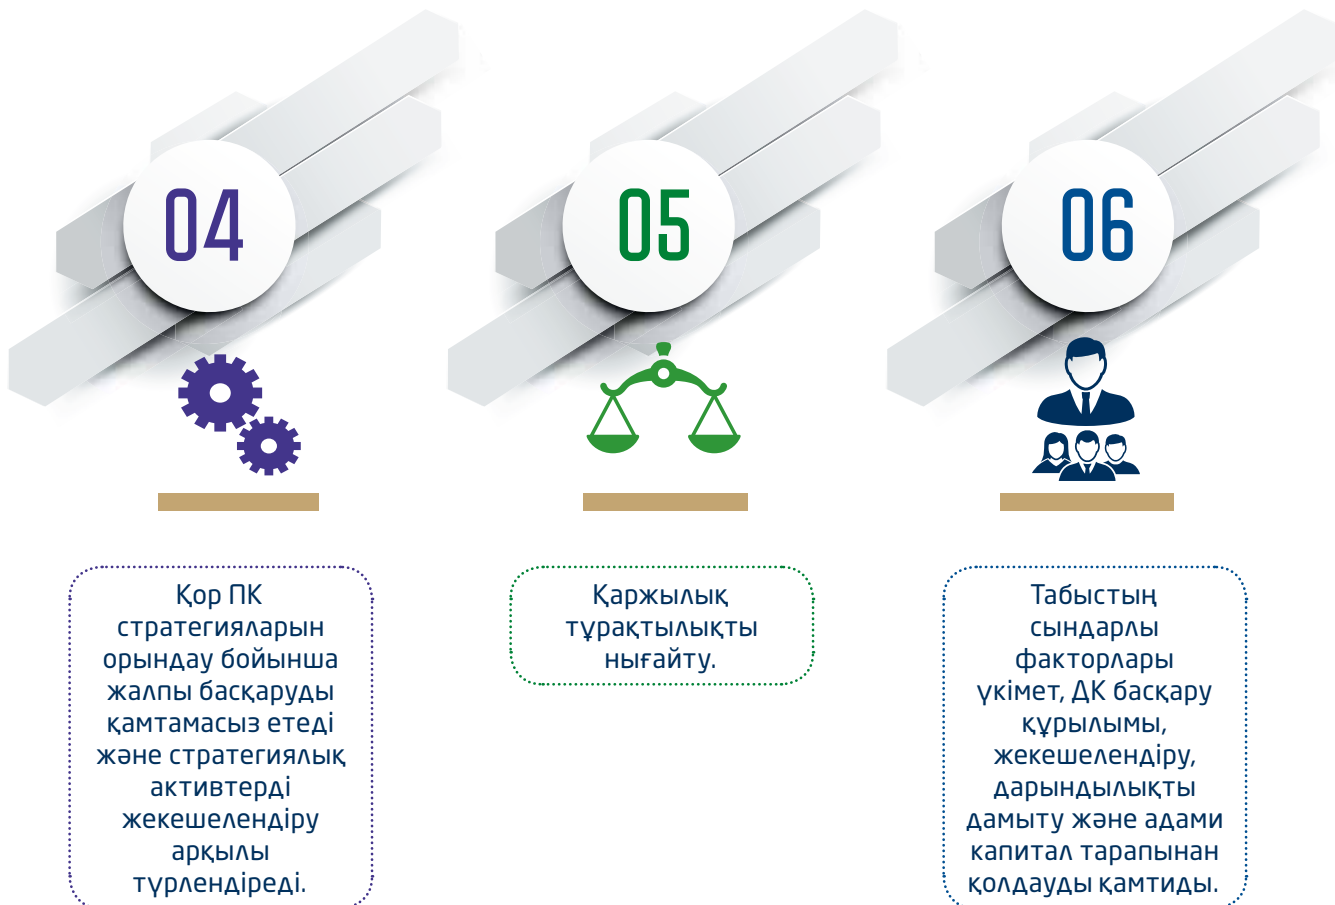 04
Қор ПК
стратегияларын
орындау бойынша
жалпы басқаруды
қамтамасыз етеді
және стратегиялық
активтерді
жекешелендіру
арқылы
түрлендіреді.
05
Қаржылық
тұрақтылықты
нығайту.
06
Табыстың
сындарлы
факторлары
үкімет, ДК басқару
құрылымы,
жекешелендіру,
дарындылықты
дамыту және адами
капитал тарапынан
қолдауды қамтиды.